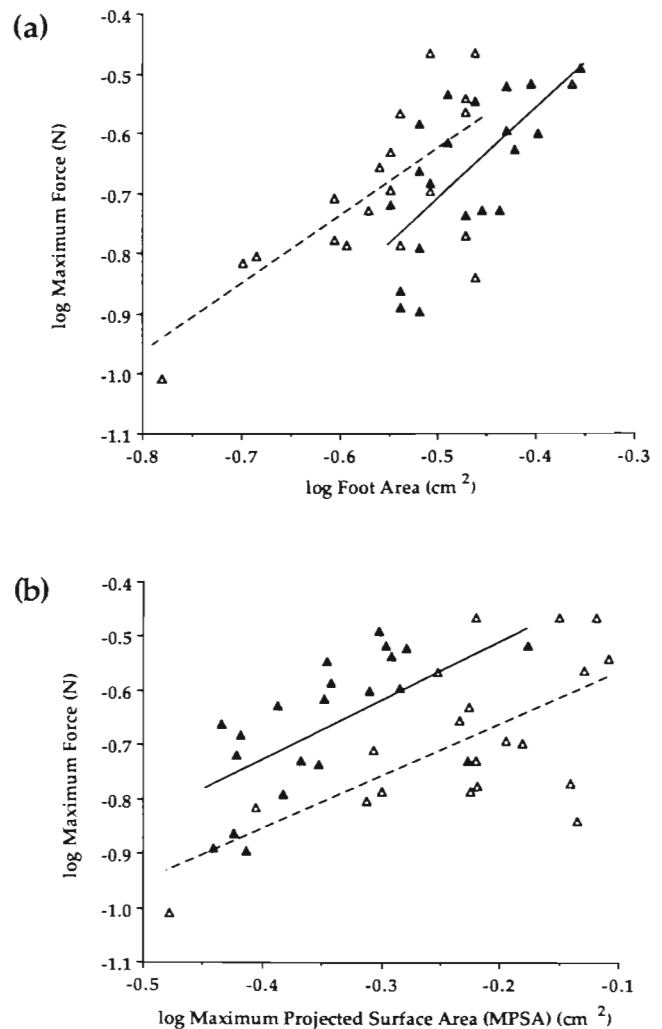 (a)
-0.4
-0.5
-0.6
-0.7
-0.8
-0.9
-1.0
-1.1
log Maximum Force (N)
-0.8 -0.7 -0.6 -0.5 -0.4 -0.3
log Foot Area (cm 2)
(b)
-0.4
-0.5
-0.6
-0.7
-0.8
-0.9
-1.0
-1.1
log Maximum Force (N)
-0.5 -0.4 -0.3 -0.2 -0.1
log Maximum Projected Surface Area (MPSA) (cm 2)